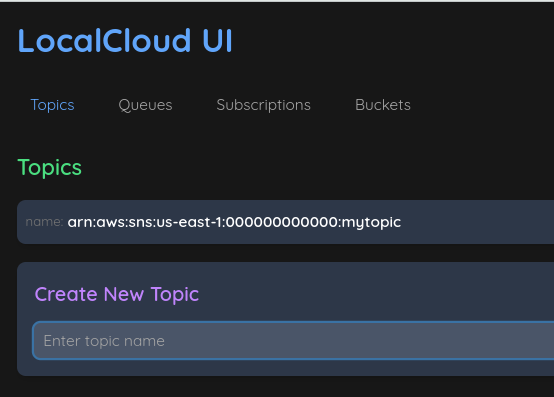 LocalCloud UI
Topics Queues Subscriptions Buckets
Topics
name: arn:aws:sns:us-east-1:000000000000:mytopic
Create New Topic
Enter topic name